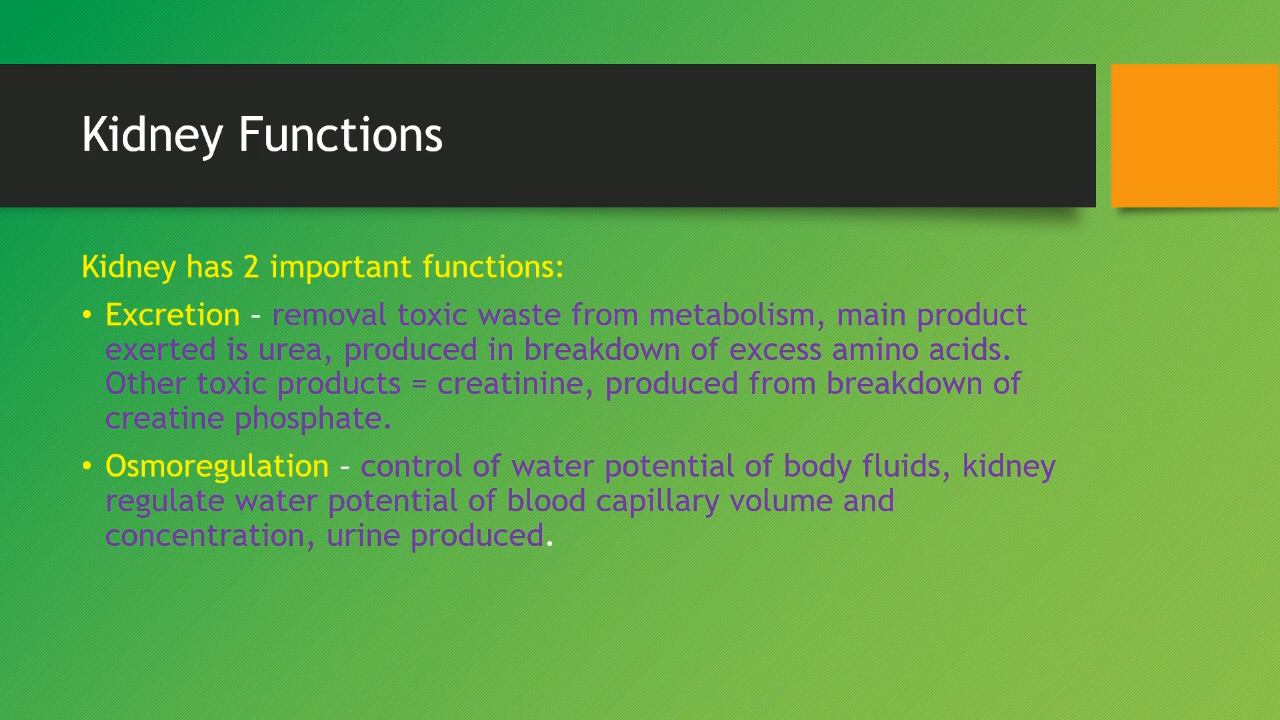 Kidney Functions
Kidney has 2 important functions:
• Excretion – removal toxic waste from metabolism, main product
exerted is urea, produced in breakdown of excess amino acids.
Other toxic products = creatinine, produced from breakdown of
creatine phosphate.
• Osmoregulation – control of water potential of body fluids, kidney
regulate water potential of blood capillary volume and
concentration, urine produced.